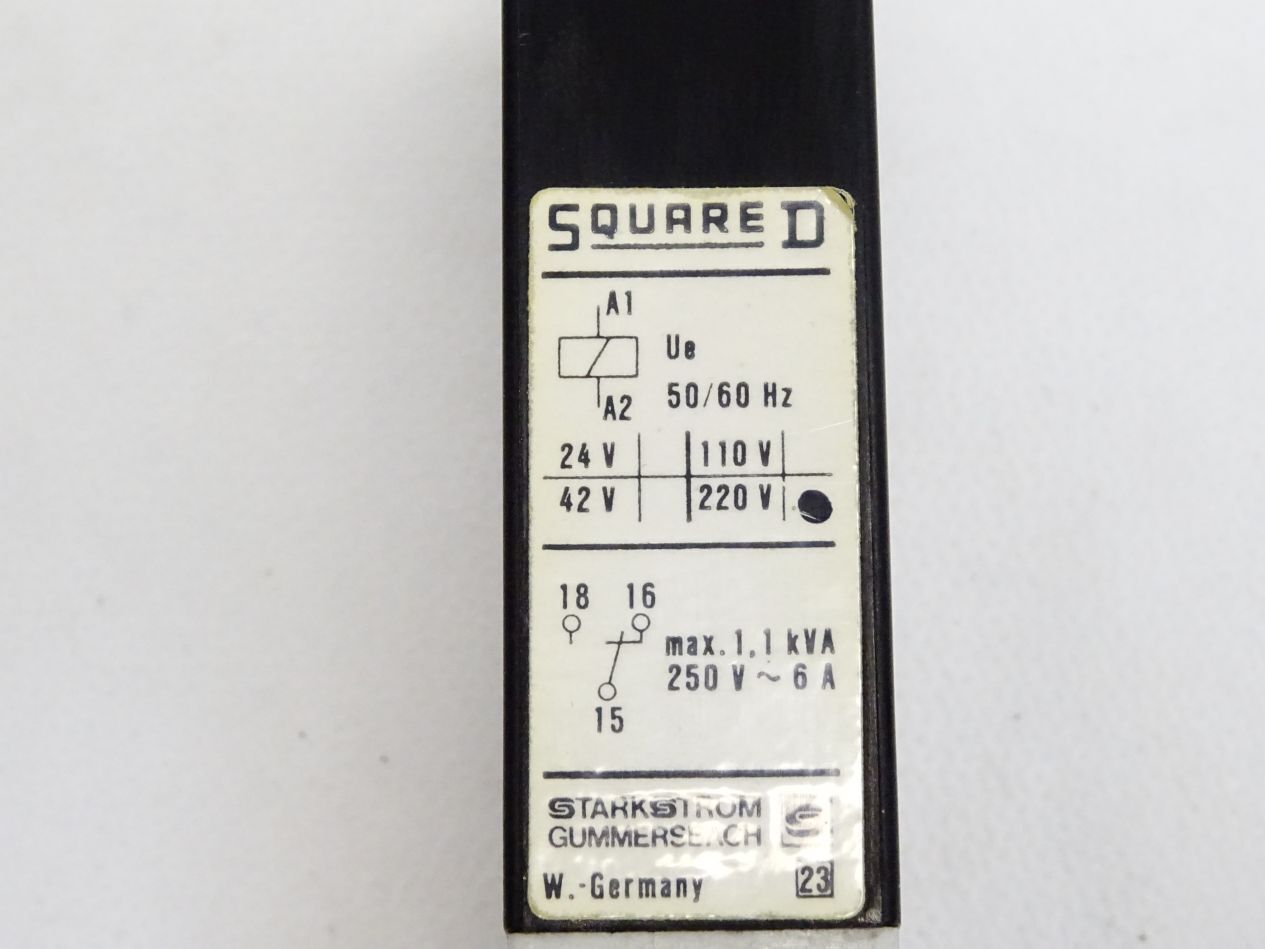 SQUARE D
A1
Ue
50/60 Hz
A2
24 V 110 V
42 V 220 V
18 16
max. 1,1 kVA
250 V ~ 6 A
15
STARKSTROM
GUMMERSBACH
W.-Germany 23